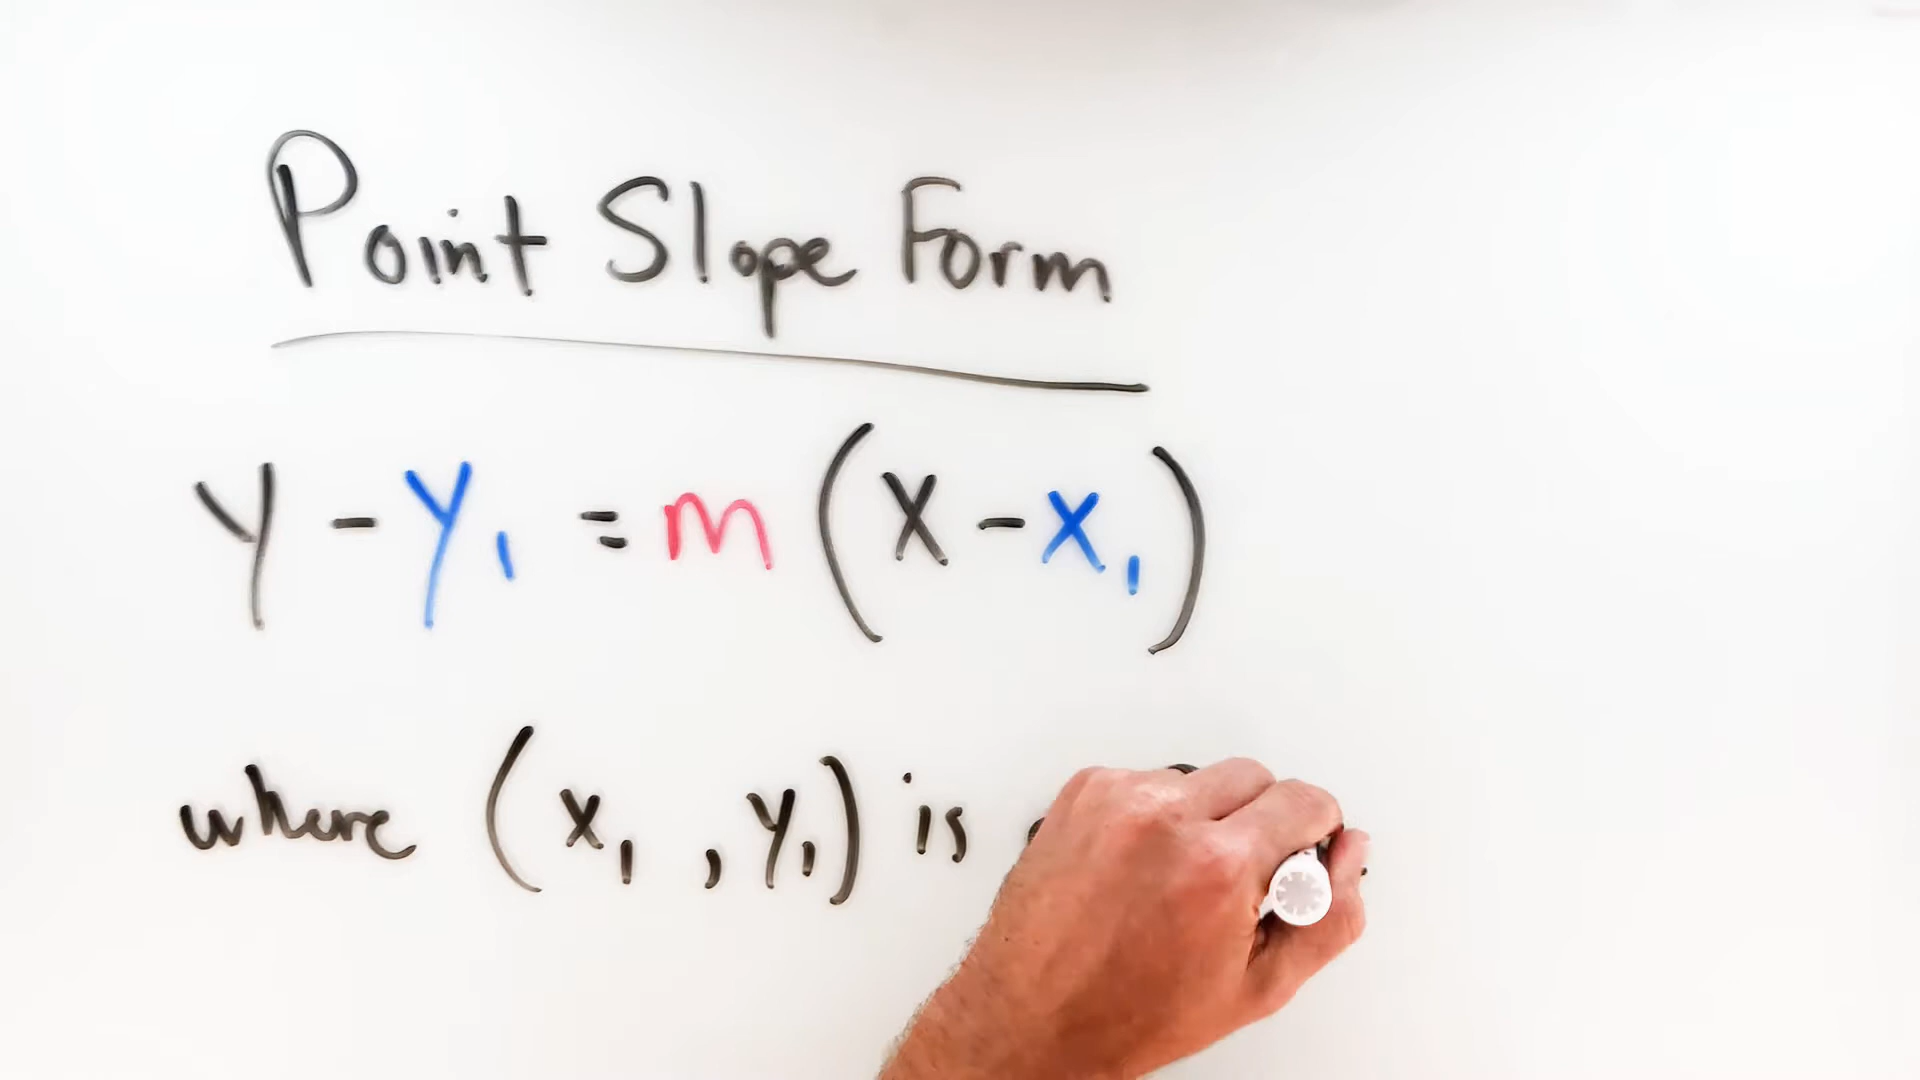 Point Slope Form
y - y₁ = m (x - x₁)
where (x₁, y₁) is